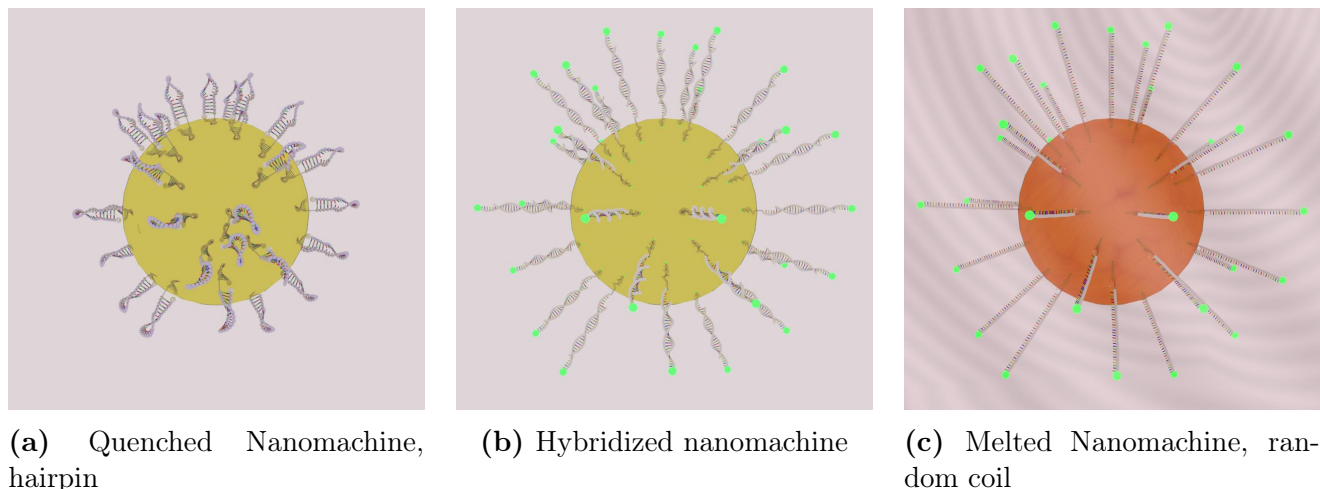 (a) Quenched Nanomachine,
hairpin
(b) Hybridized nanomachine
(c) Melted Nanomachine, ran-
dom coil